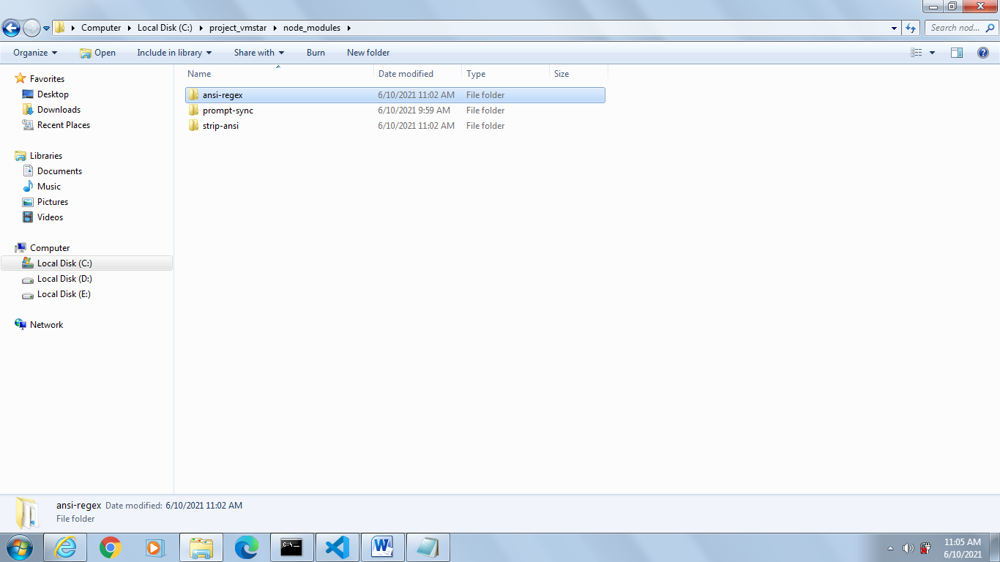 Computer Local Disk (C:) project_vmstar node_modules
Search nod...
Organize Open Include in library Share with Burn New folder
Name Date modified Type Size
Favorites
Desktop
Downloads
Recent Places
Libraries
Documents
Music
Pictures
Videos
Computer
Local Disk (C:)
Local Disk (D:)
Local Disk (E:)
Network
ansi-regex 6/10/2021 11:02 AM File folder
prompt-sync 6/10/2021 9:59 AM File folder
strip-ansi 6/10/2021 11:02 AM File folder
ansi-regex Date modified: 6/10/2021 11:02 AM
File folder
C:\
11:05 AM
6/10/2021